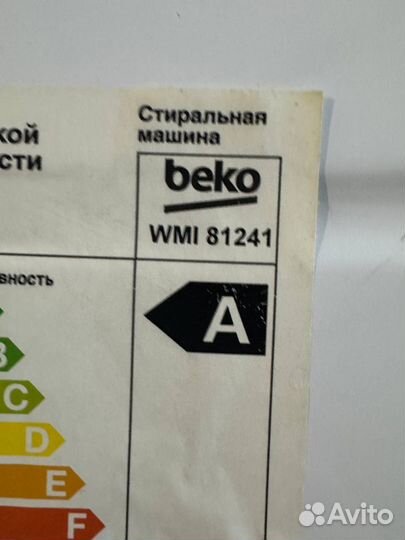 Стиральная
машина
кой
сти
beko
WMI 81241
вность
A
B
C
D
E
F
Avito